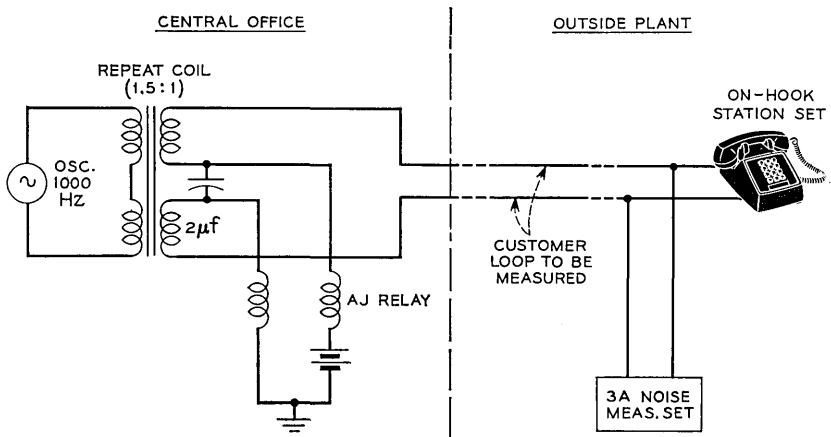 CENTRAL OFFICE
OUTSIDE PLANT
REPEAT COIL
(1.5:1)
OSC.
1000
HZ
2μf
AJ RELAY
CUSTOMER
LOOP TO BE
MEASURED
ON-HOOK
STATION SET
3A NOISE
MEAS. SET